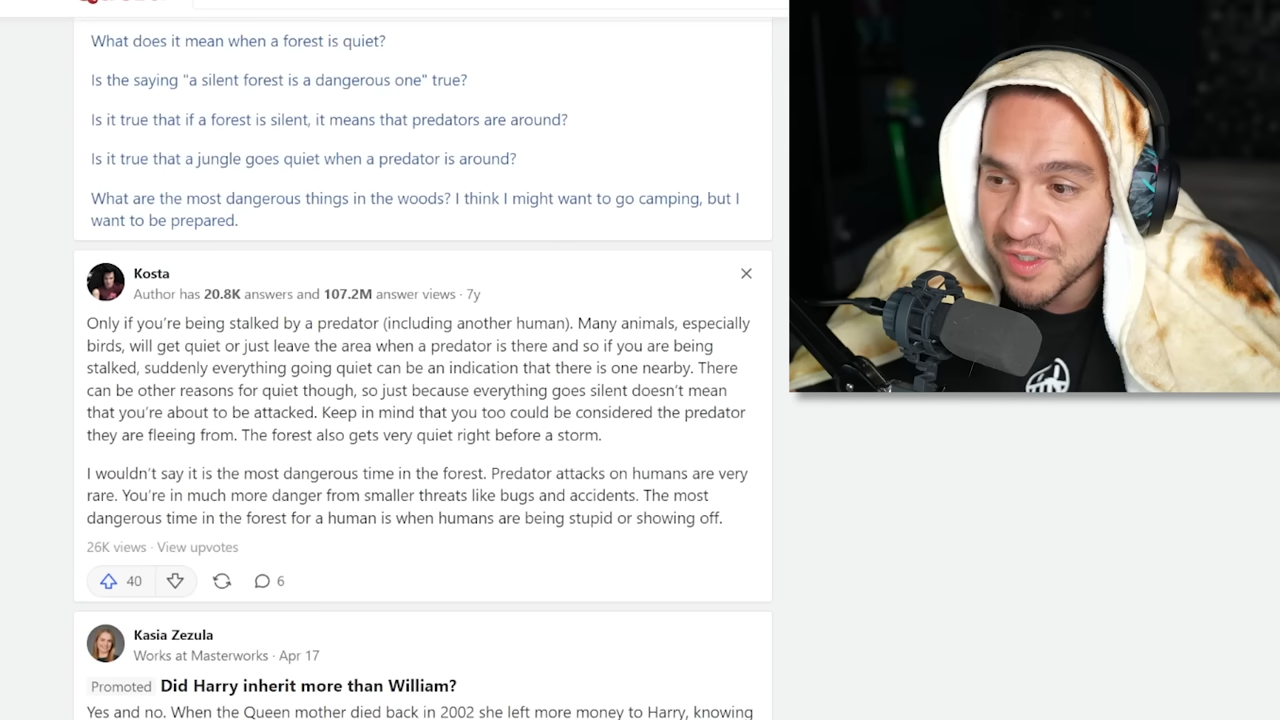 What does it mean when a forest is quiet?
Is the saying "a silent forest is a dangerous one" true?
Is it true that if a forest is silent, it means that predators are around?
Is it true that a jungle goes quiet when a predator is around?
What are the most dangerous things in the woods? I think I might want to go camping, but I
want to be prepared.
Kosta
Author has 20.8K answers and 107.2M answer views · 7y
Only if you’re being stalked by a predator (including another human). Many animals, especially
birds, will get quiet or just leave the area when a predator is there and so if you are being
stalked, suddenly everything going quiet can be an indication that there is one nearby. There
can be other reasons for quiet though, so just because everything goes silent doesn’t mean
that you’re about to be attacked. Keep in mind that you too could be considered the predator
they are fleeing from. The forest also gets very quiet right before a storm.
I wouldn’t say it is the most dangerous time in the forest. Predator attacks on humans are very
rare. You’re in much more danger from smaller threats like bugs and accidents. The most
dangerous time in the forest for a human is when humans are being stupid or showing off.
26K views · View upvotes
40
6
Kasia Zezula
Works at Masterworks · Apr 17
Promoted Did Harry inherit more than William?
Yes and no. When the Queen mother died back in 2002 she left more money to Harry, knowing